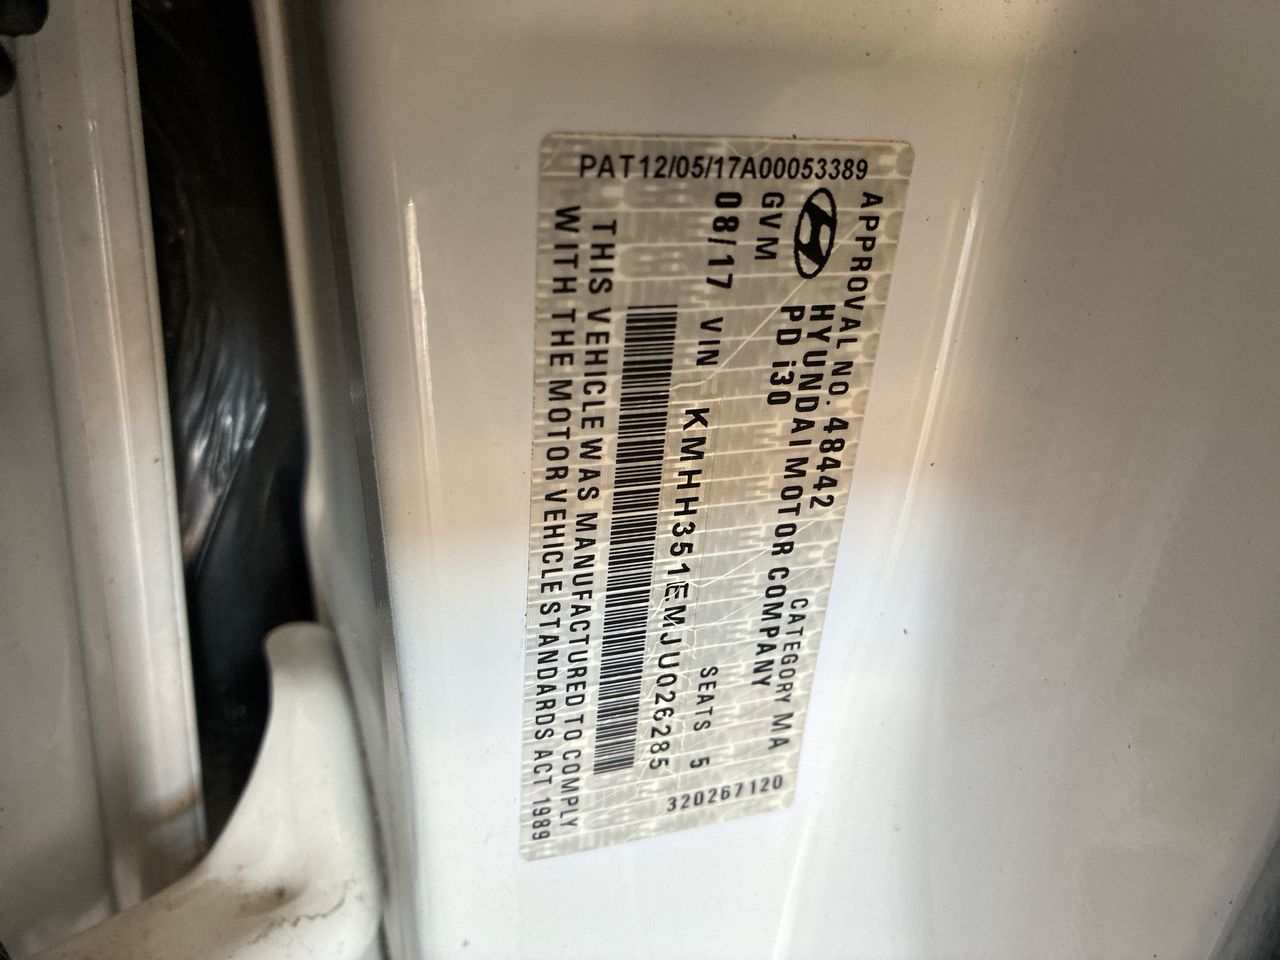 PAT12/05/17A00053389
APPROVAL NO. 48442 CATEGORY MA
HYUNDAI MOTOR COMPANY
GVM PD i30
08/17 VIN KMHH351EMJU026285 SEATS 5
THIS VEHICLE WAS MANUFACTURED TO COMPLY
WITH THE MOTOR VEHICLE STANDARDS ACT 1989
320267120